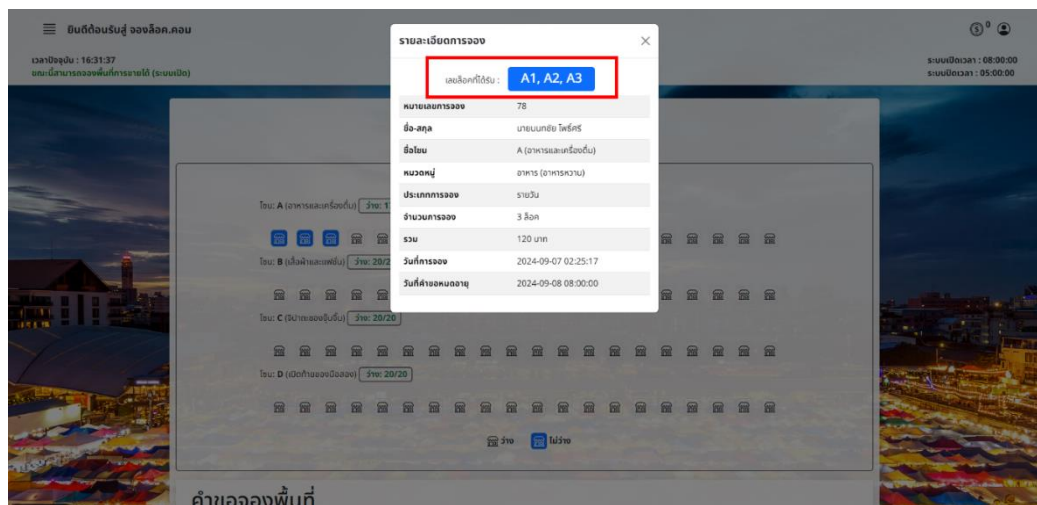 ยินดีต้อนรับสู่ จองล็อค.คอม
0
เวลาปัจจุบัน : 16:31:37
ขณะนี้สามารถจองพื้นที่การขายได้ (ระบบเปิด)
ระบบเปิดเวลา : 08:00:00
ระบบปิดเวลา : 05:00:00
รายละเอียดการจอง
เลขล็อคที่ได้รับ : A1, A2, A3
หมายเลขการจอง 78
ชื่อ-สกุล นายนนทชัย โพธิ์ศรี
ชื่อโซน A (อาหารและเครื่องดื่ม)
หมวดหมู่ อาหาร (อาหารหวาน)
ประเภทการจอง รายวัน
จำนวนการจอง 3 ล็อค
รวม 120 บาท
วันที่การจอง 2024-09-07 02:25:17
วันที่คำขอหมดอายุ 2024-09-08 08:00:00
โซน: A (อาหารและเครื่องดื่ม) ว่าง: 1
โซน: B (เสื้อผ้าและแฟชั่น) ว่าง: 20/2
โซน: C (จิปาถะของจุบจิบ) ว่าง: 20/20
โซน: D (เปิดท้ายของมือสอง) ว่าง: 20/20
ว่าง ไม่ว่าง
คำขอจองพื้นที่